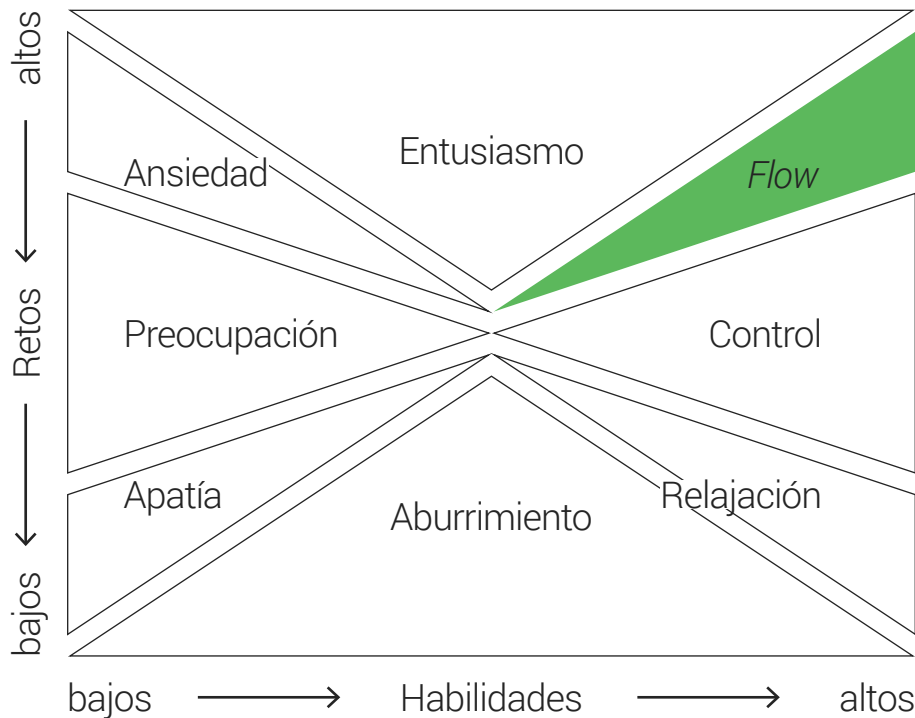 altos
Retos
bajos
Entusiasmo
Ansiedad
Flow
Preocupación
Control
Apatía
Relajación
Aburrimiento
bajos
Habilidades
altos